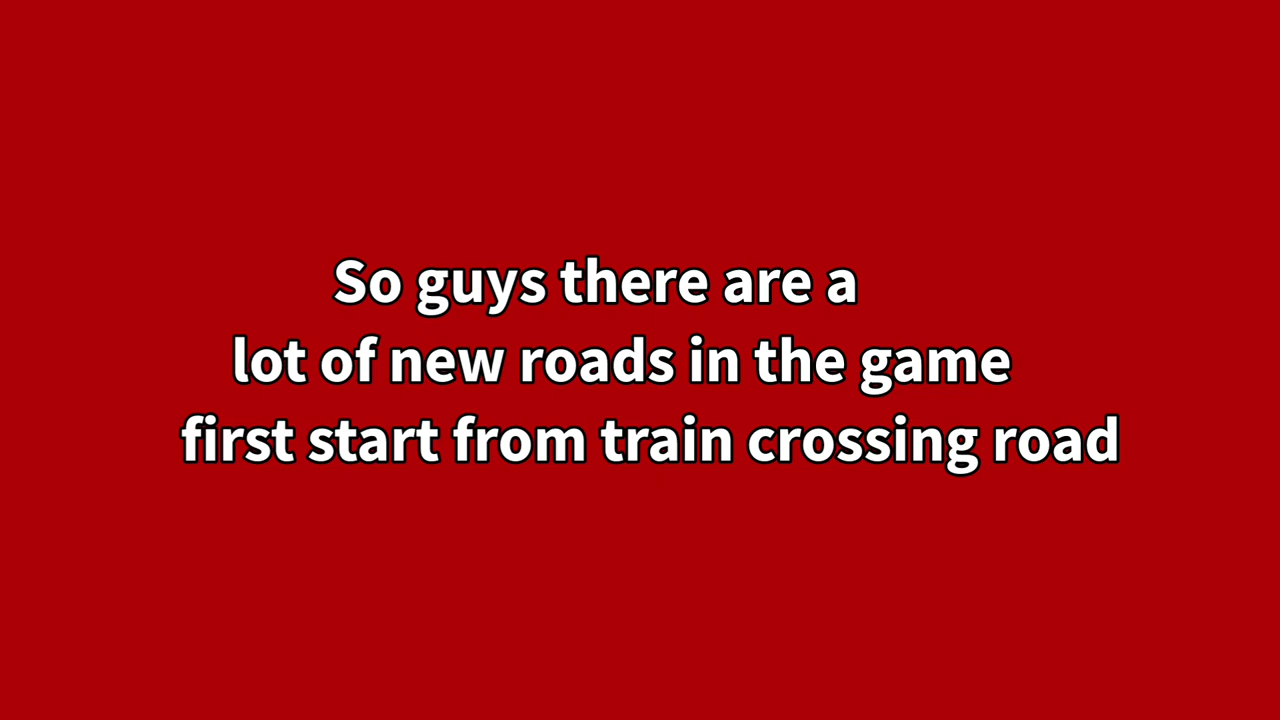 So guys there are a
lot of new roads in the game
first start from train crossing road